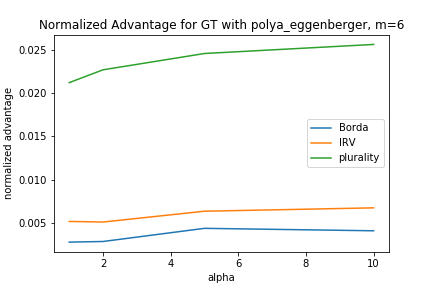 Normalized Advantage for GT with polya_eggenberger, m=6
0.025
0.020
0.015
0.010
0.005
normalized advantage
Borda
IRV
plurality
2
4
6
8
10
alpha